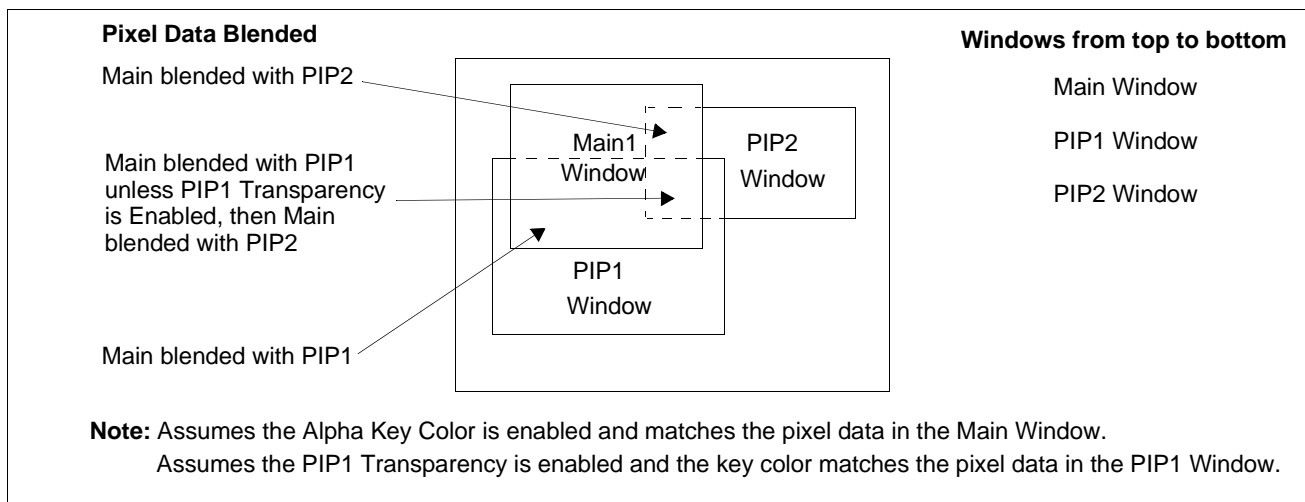 Pixel Data Blended
Main blended with PIP2
Main blended with PIP1
unless PIP1 Transparency
is Enabled, then Main
blended with PIP2
Main blended with PIP1
Main1
Window
PIP2
Window
PIP1
Window
Windows from top to bottom
Main Window
PIP1 Window
PIP2 Window
Note: Assumes the Alpha Key Color is enabled and matches the pixel data in the Main Window.
Assumes the PIP1 Transparency is enabled and the key color matches the pixel data in the PIP1 Window.